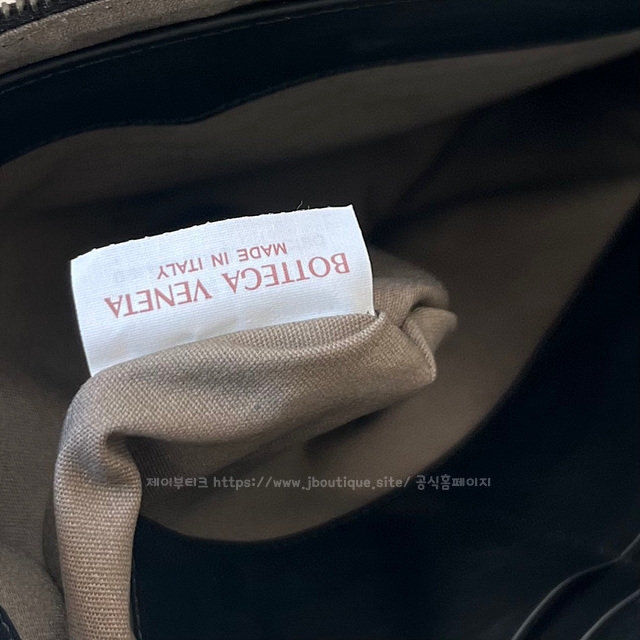 BOTTEGA VENETA
MADE IN ITALY
제이부티크 https://www.jboutique.site/ 공식홈페이지